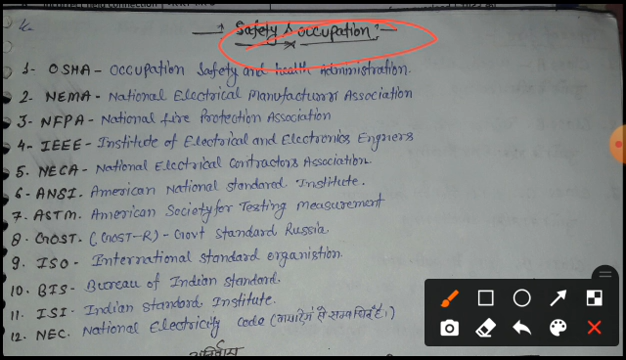 Safety & occupation :-
1- OSHA - Occupation Safety and health Administration.
2. NEMA - National Electrical Manufacturer Association
3- NFPA - National fire Protection Association
4- IEEE - Institute of Electrical and Electronics Engriers
5. NECA - National Electrical Contractors Association
6- ANSI. American National standard Institute.
7. ASTM. American Society for Testing measurement
8. GOST. (GOST-R) - Govt Standard Russia.
9. ISO - International standard organistion.
10. BIS - Bureau of Indian standard.
11. ISI - Indian standard Institute.
12. NEC. National Electricity Code